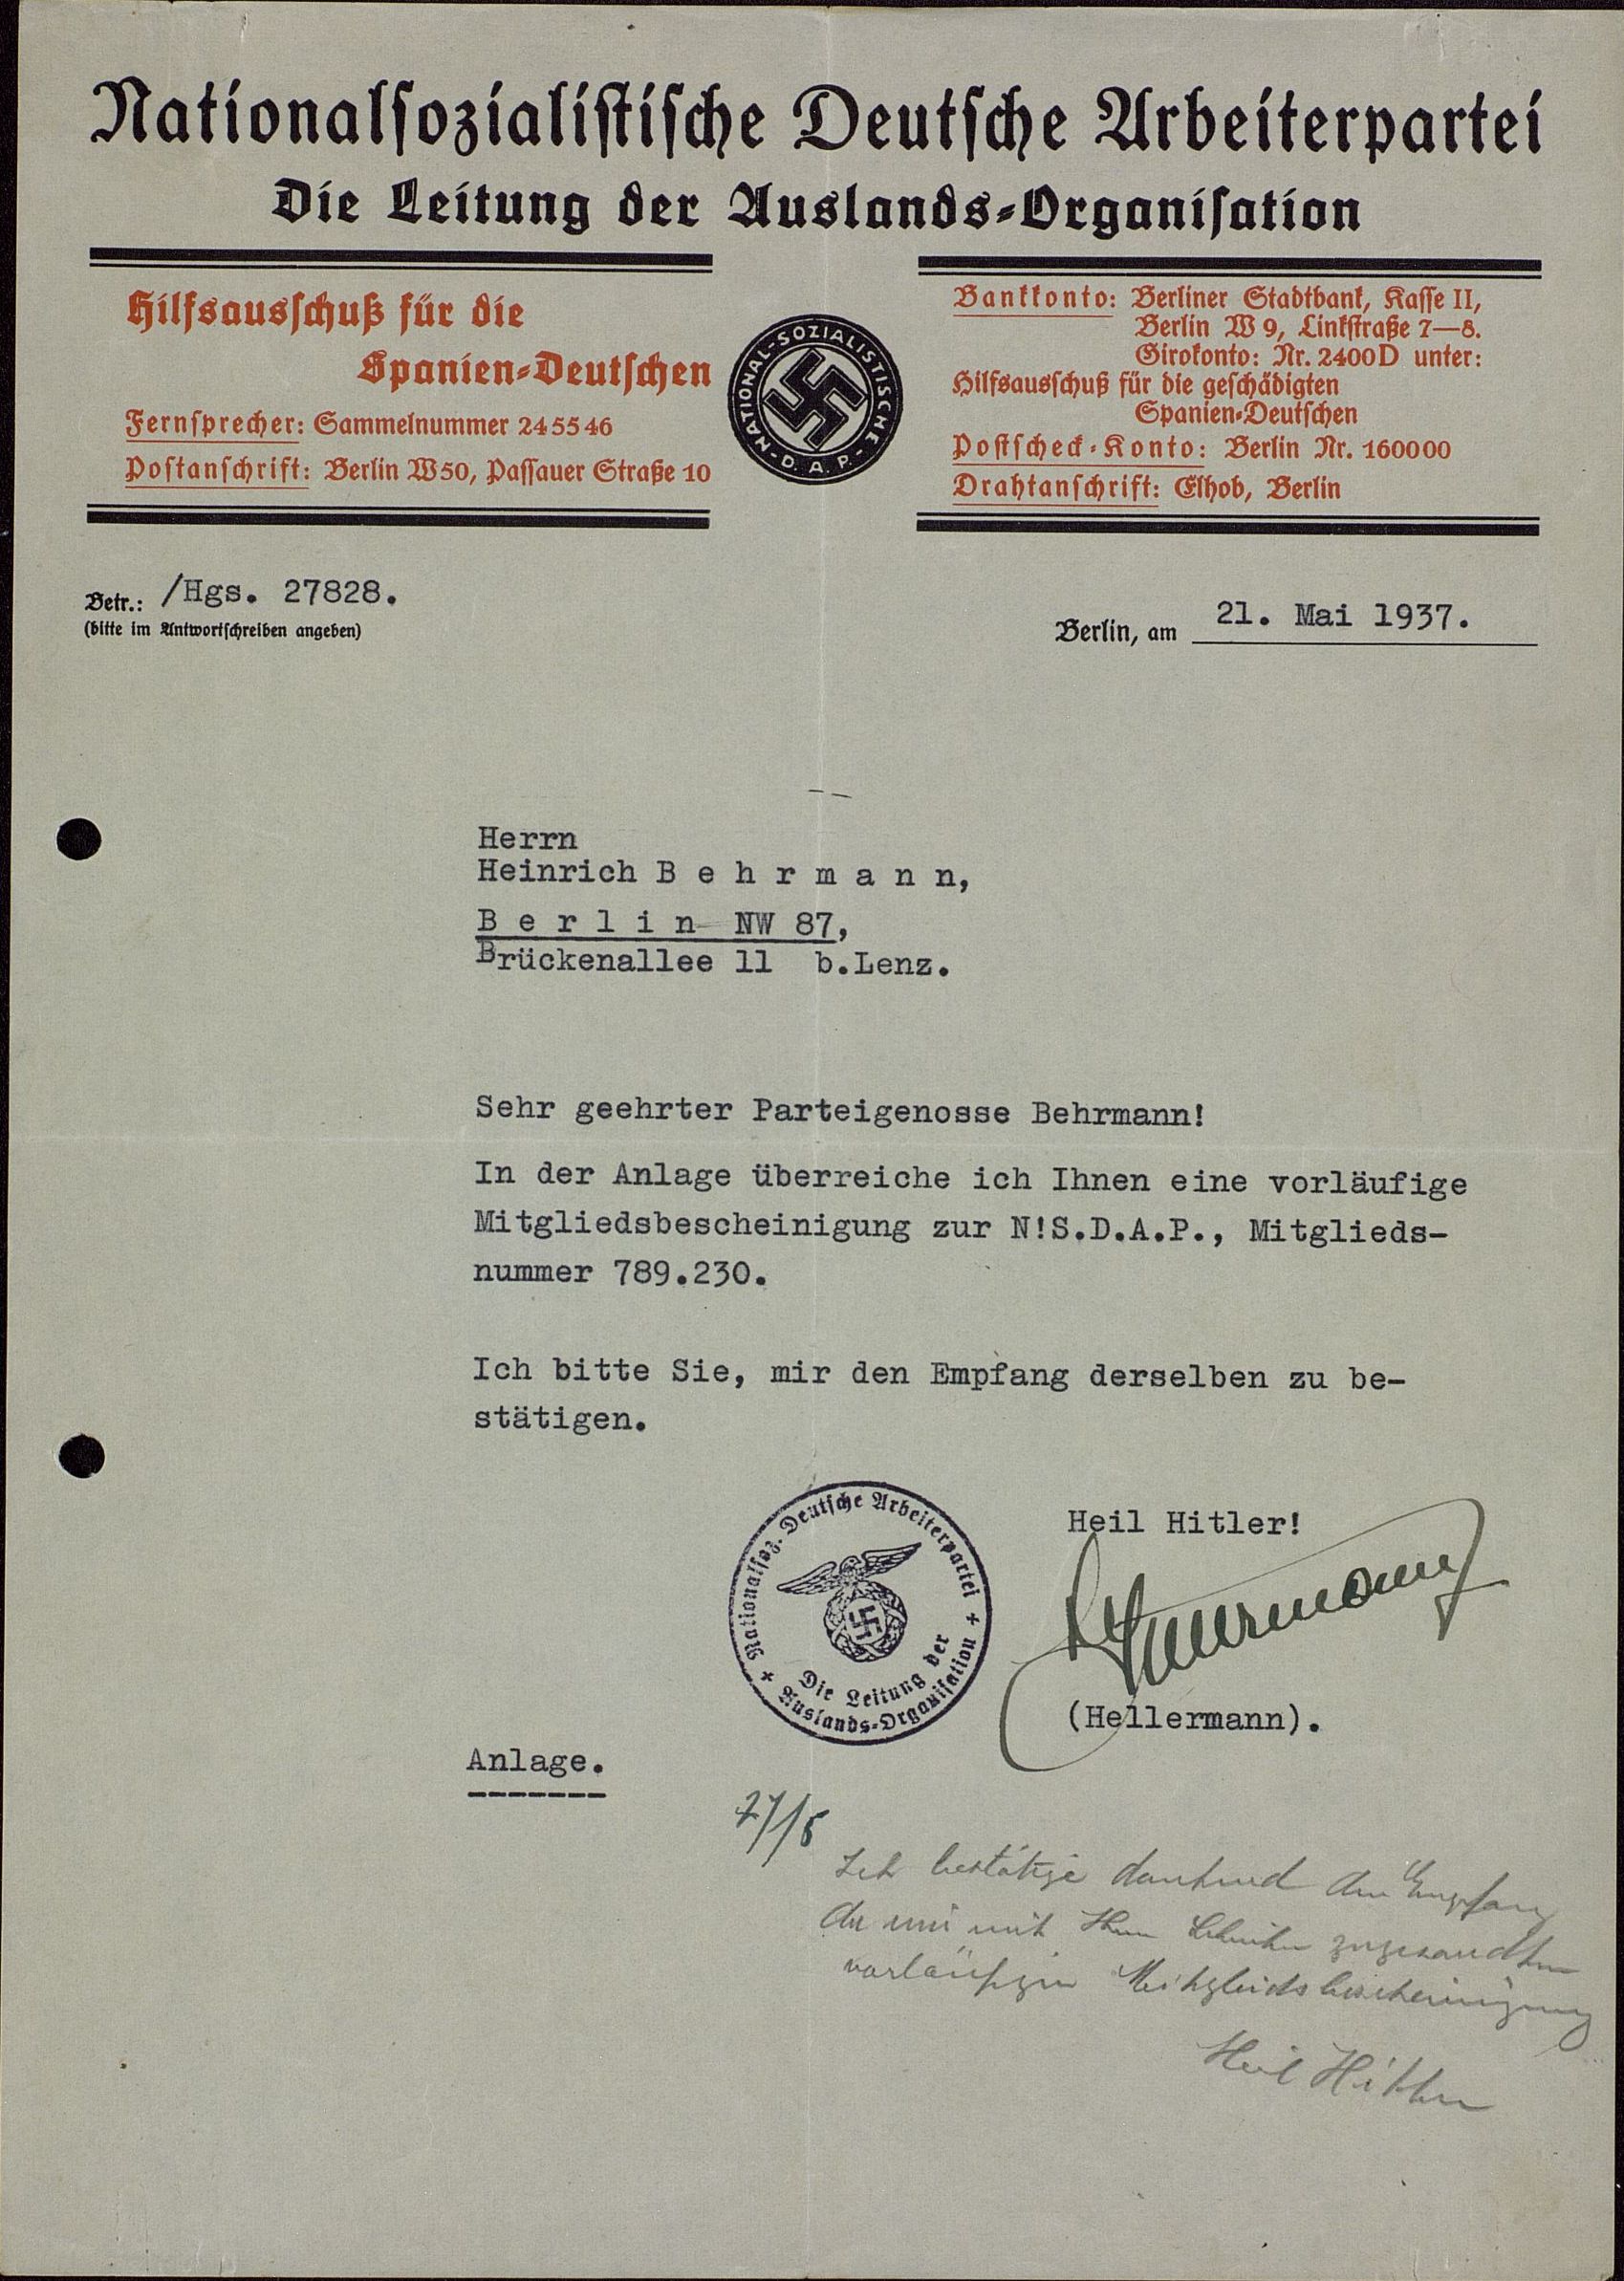 Nationalsozialistische Deutsche Arbeiterpartei
Die Leitung der Auslands-Organisation
Hilfsausschuß für die
Spanien-Deutschen
Fernsprecher: Sammelnummer 245546
Postanschrift: Berlin W50, Passauer Straße 10
NATIONAL-SOZIALISTISCHE-
D.A.P.
Bankkonto: Berliner Stadtbank, Kasse II,
Berlin W 9, Linkstraße 7—8.
Girokonto: Nr. 2400D unter:
Hilfsausschuß für die geschädigten
Spanien-Deutschen
Postscheck-Konto: Berlin Nr. 160000
Drahtanschrift: Elhob, Berlin
Betr.: /Hgs. 27828.
(bitte im Antwortschreiben angeben)
Berlin, am 21. Mai 1937.
Herrn
Heinrich B e h r m a n n,
B e r l i n NW 87,
Brückenallee 11 b.Lenz.
Sehr geehrter Parteigenosse Behrmann!
In der Anlage überreiche ich Ihnen eine vorläufige
Mitgliedsbescheinigung zur N!S.D.A.P., Mitglieds-
nummer 789.230.
Ich bitte Sie, mir den Empfang derselben zu be-
stätigen.
Heil Hitler!
(Hellermann).
Nationalsoz. Deutsche Arbeiterpartei
Die Leitung der
Auslands-Organisation
Anlage.
27/5
Ich bestätige dankend den Empfang
der mir mit Ihrem Schreiben zugesandten
vorläufigen Mitgliedsbescheinigung
Heil Hitler